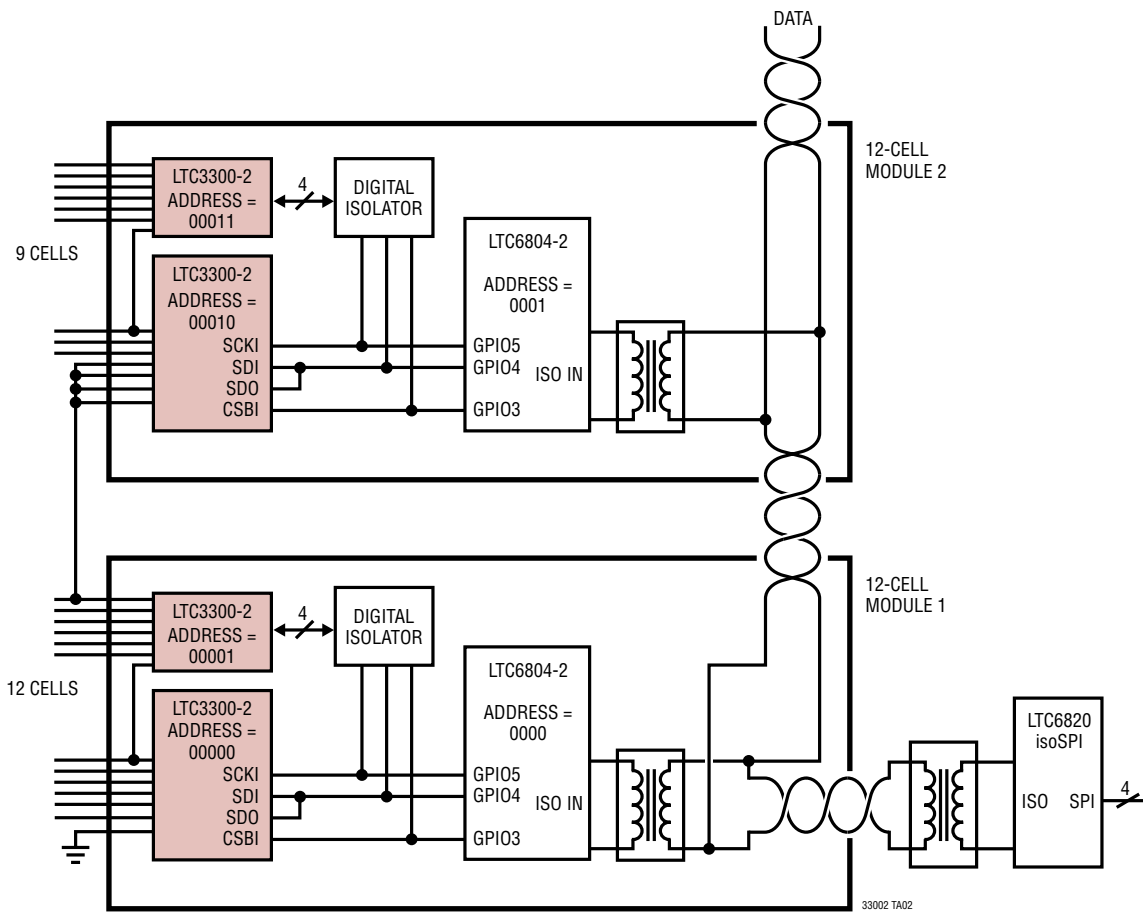 DATA
12-CELL
MODULE 2
LTC3300-2
ADDRESS =
00011
4
DIGITAL
ISOLATOR
9 CELLS
LTC3300-2
ADDRESS =
00010
SCKI
SDI
SDO
CSBI
LTC6804-2
ADDRESS =
0001
GPIO5
GPIO4
ISO IN
GPIO3
12-CELL
MODULE 1
LTC3300-2
ADDRESS =
00001
4
DIGITAL
ISOLATOR
12 CELLS
LTC3300-2
ADDRESS =
00000
SCKI
SDI
SDO
CSBI
LTC6804-2
ADDRESS =
0000
GPIO5
GPIO4
ISO IN
GPIO3
LTC6820
isoSPI
ISO SPI
4
33002 TA02